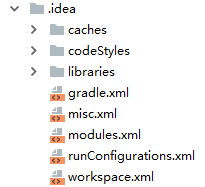 .idea
caches
codeStyles
libraries
gradle.xml
misc.xml
modules.xml
runConfigurations.xml
workspace.xml